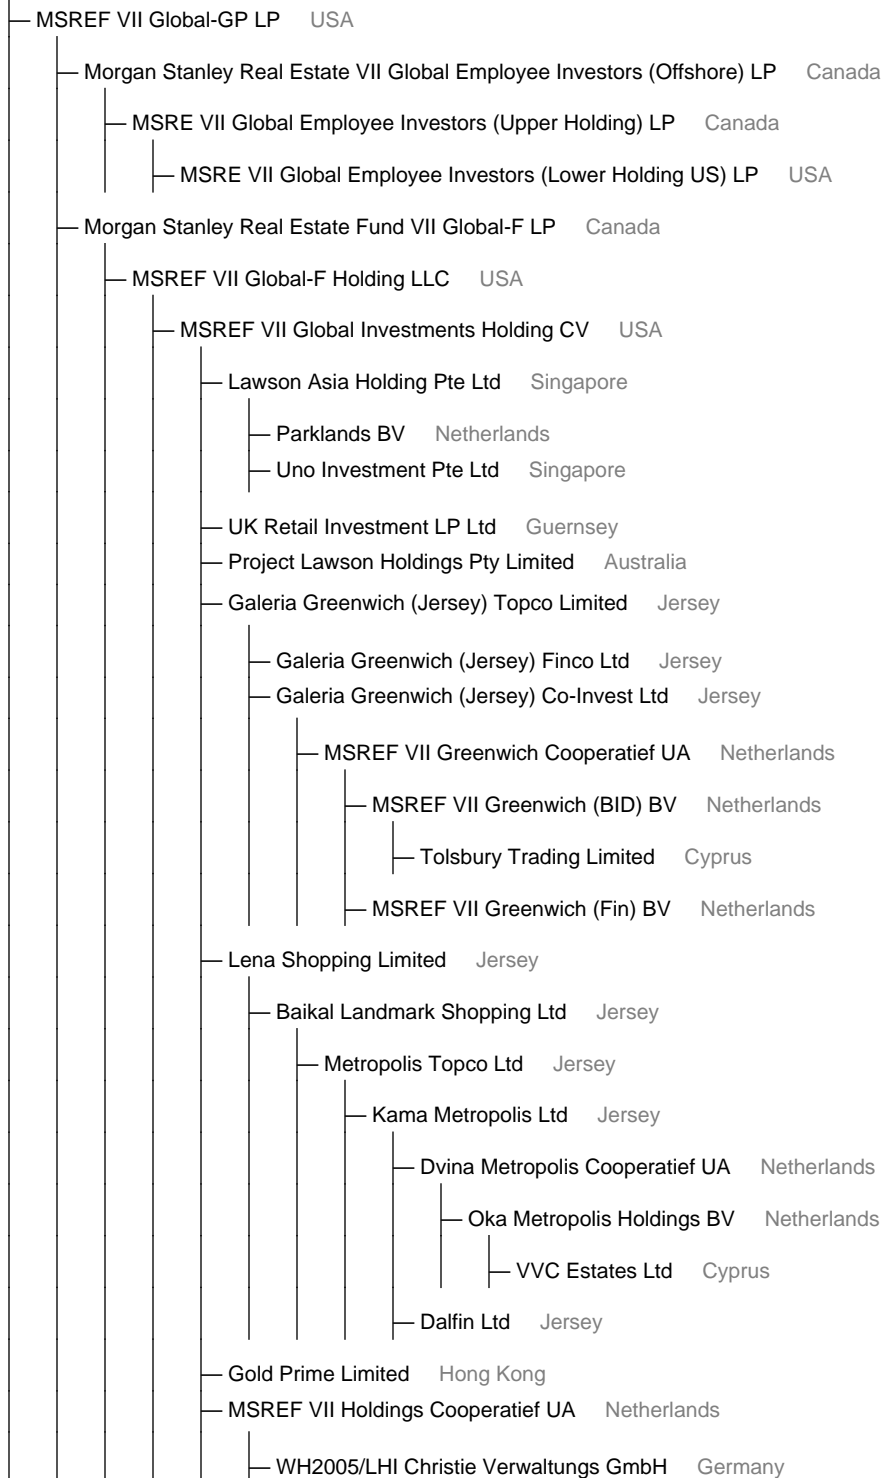 MSREF VII Global-GP LP USA
Morgan Stanley Real Estate VII Global Employee Investors (Offshore) LP Canada
MSRE VII Global Employee Investors (Upper Holding) LP Canada
MSRE VII Global Employee Investors (Lower Holding US) LP USA
Morgan Stanley Real Estate Fund VII Global-F LP Canada
MSREF VII Global-F Holding LLC USA
MSREF VII Global Investments Holding CV USA
Lawson Asia Holding Pte Ltd Singapore
Parklands BV Netherlands
Uno Investment Pte Ltd Singapore
UK Retail Investment LP Ltd Guernsey
Project Lawson Holdings Pty Limited Australia
Galeria Greenwich (Jersey) Topco Limited Jersey
Galeria Greenwich (Jersey) Finco Ltd Jersey
Galeria Greenwich (Jersey) Co-Invest Ltd Jersey
MSREF VII Greenwich Cooperatief UA Netherlands
MSREF VII Greenwich (BID) BV Netherlands
Tolsbury Trading Limited Cyprus
MSREF VII Greenwich (Fin) BV Netherlands
Lena Shopping Limited Jersey
Baikal Landmark Shopping Ltd Jersey
Metropolis Topco Ltd Jersey
Kama Metropolis Ltd Jersey
Dvina Metropolis Cooperatief UA Netherlands
Oka Metropolis Holdings BV Netherlands
VVC Estates Ltd Cyprus
Dalfin Ltd Jersey
Gold Prime Limited Hong Kong
MSREF VII Holdings Cooperatief UA Netherlands
WH2005/LHI Christie Verwaltungs GmbH Germany